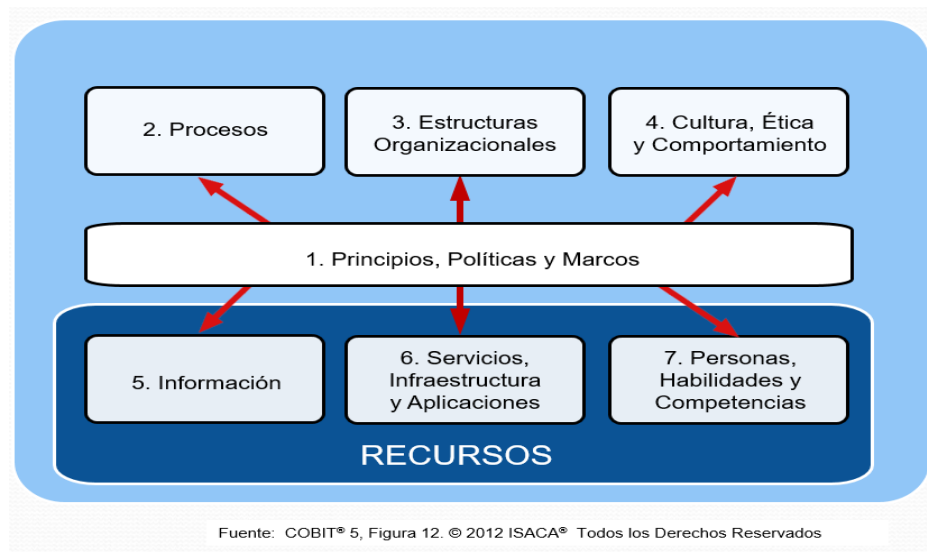 2. Procesos
3. Estructuras
Organizacionales
4. Cultura, Ética
y Comportamiento
1. Principios, Políticas y Marcos
5. Información
6. Servicios,
Infraestructura
y Aplicaciones
7. Personas,
Habilidades y
Competencias
RECURSOS
Fuente: COBIT® 5, Figura 12. © 2012 ISACA® Todos los Derechos Reservados